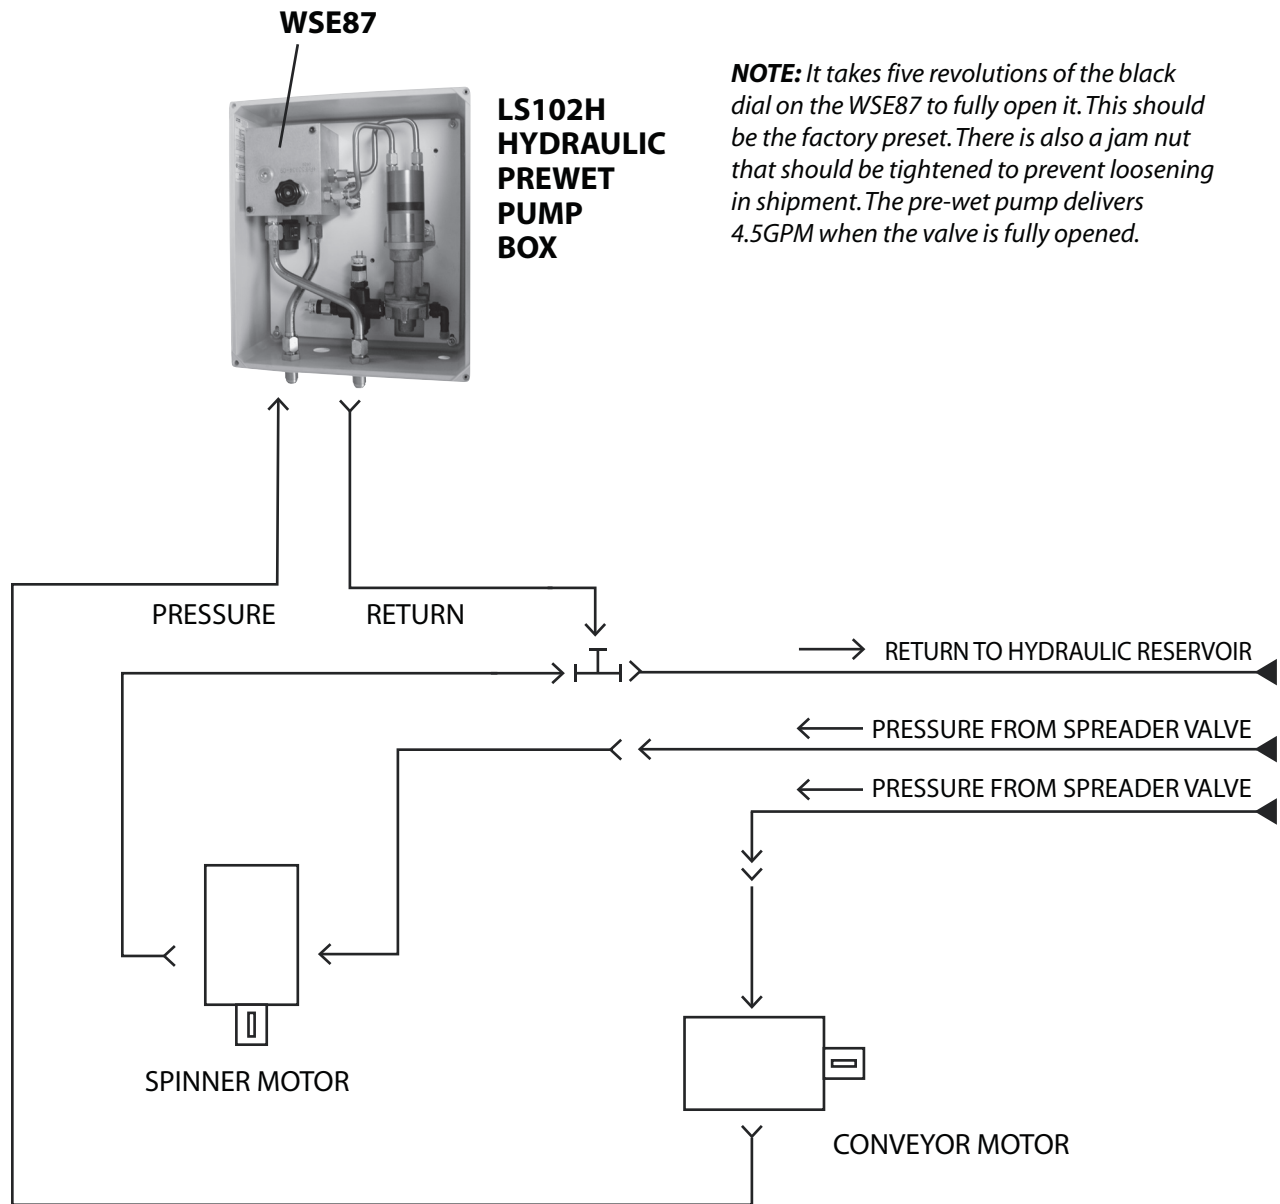 WSE87
LS102H
HYDRAULIC
PREWET
PUMP
BOX
NOTE: It takes five revolutions of the black
dial on the WSE87 to fully open it. This should
be the factory preset. There is also a jam nut
that should be tightened to prevent loosening
in shipment. The pre-wet pump delivers
4.5GPM when the valve is fully opened.
PRESSURE
RETURN
RETURN TO HYDRAULIC RESERVOIR
PRESSURE FROM SPREADER VALVE
PRESSURE FROM SPREADER VALVE
SPINNER MOTOR
CONVEYOR MOTOR